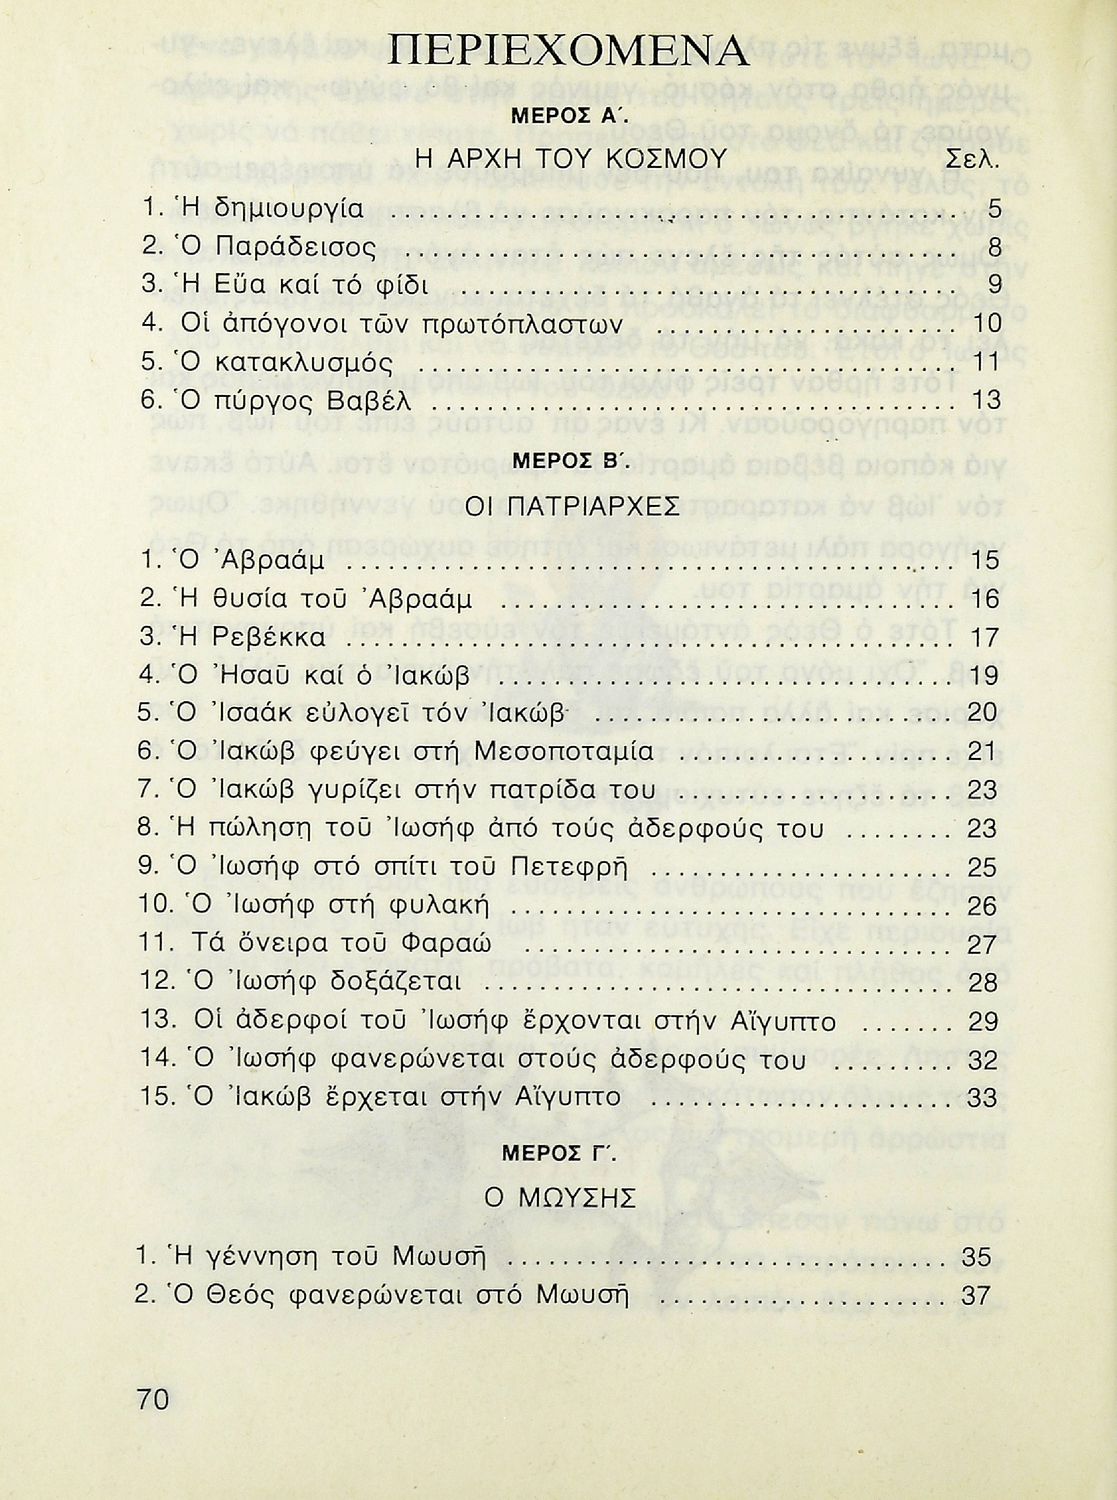 ΠΕΡΙΕΧΟΜΕΝΑ
ΜΕΡΟΣ Α΄.
Η ΑΡΧΗ ΤΟΥ ΚΟΣΜΟΥ Σελ.
1. Ἡ δημιουργία ........................................ 5
2. Ὁ Παράδεισος ....................................... 8
3. Ἡ Εὔα καί τό φίδι .................................... 9
4. Οἱ ἀπόγονοι τῶν πρωτόπλαστων ..................... 10
5. Ὁ κατακλυσμός ...................................... 11
6. Ὁ πύργος Βαβέλ ..................................... 13
ΜΕΡΟΣ Β΄.
ΟΙ ΠΑΤΡΙΑΡΧΕΣ
1. Ὁ Ἀβραάμ ........................................... 15
2. Ἡ θυσία τοῦ Ἀβραάμ ................................ 16
3. Ἡ Ρεβέκκα ........................................... 17
4. Ὁ Ἠσαῦ καί ὁ Ἰακώβ ................................ 19
5. Ὁ Ἰσαάκ εὐλογεῖ τόν Ἰακώβ ......................... 20
6. Ὁ Ἰακώβ φεύγει στή Μεσοποταμία ................... 21
7. Ὁ Ἰακώβ γυρίζει στήν πατρίδα του .................... 23
8. Ἡ πώληση τοῦ Ἰωσήφ ἀπό τούς ἀδερφούς του ........ 23
9. Ὁ Ἰωσήφ στό σπίτι τοῦ Πετεφρῆ ..................... 25
10. Ὁ Ἰωσήφ στή φυλακή ............................... 26
11. Τά ὄνειρα τοῦ Φαραώ .............................. 27
12. Ὁ Ἰωσήφ δοξάζεται ................................. 28
13. Οἱ ἀδερφοί τοῦ Ἰωσήφ ἔρχονται στήν Αἴγυπτο ....... 29
14. Ὁ Ἰωσήφ φανερώνεται στούς ἀδερφούς του ......... 32
15. Ὁ Ἰακώβ ἔρχεται στήν Αἴγυπτο ..................... 33
ΜΕΡΟΣ Γ΄.
Ο ΜΩΥΣΗΣ
1. Ἡ γέννηση τοῦ Μωυσῆ ............................... 35
2. Ὁ Θεός φανερώνεται στό Μωυσῆ .................... 37
70